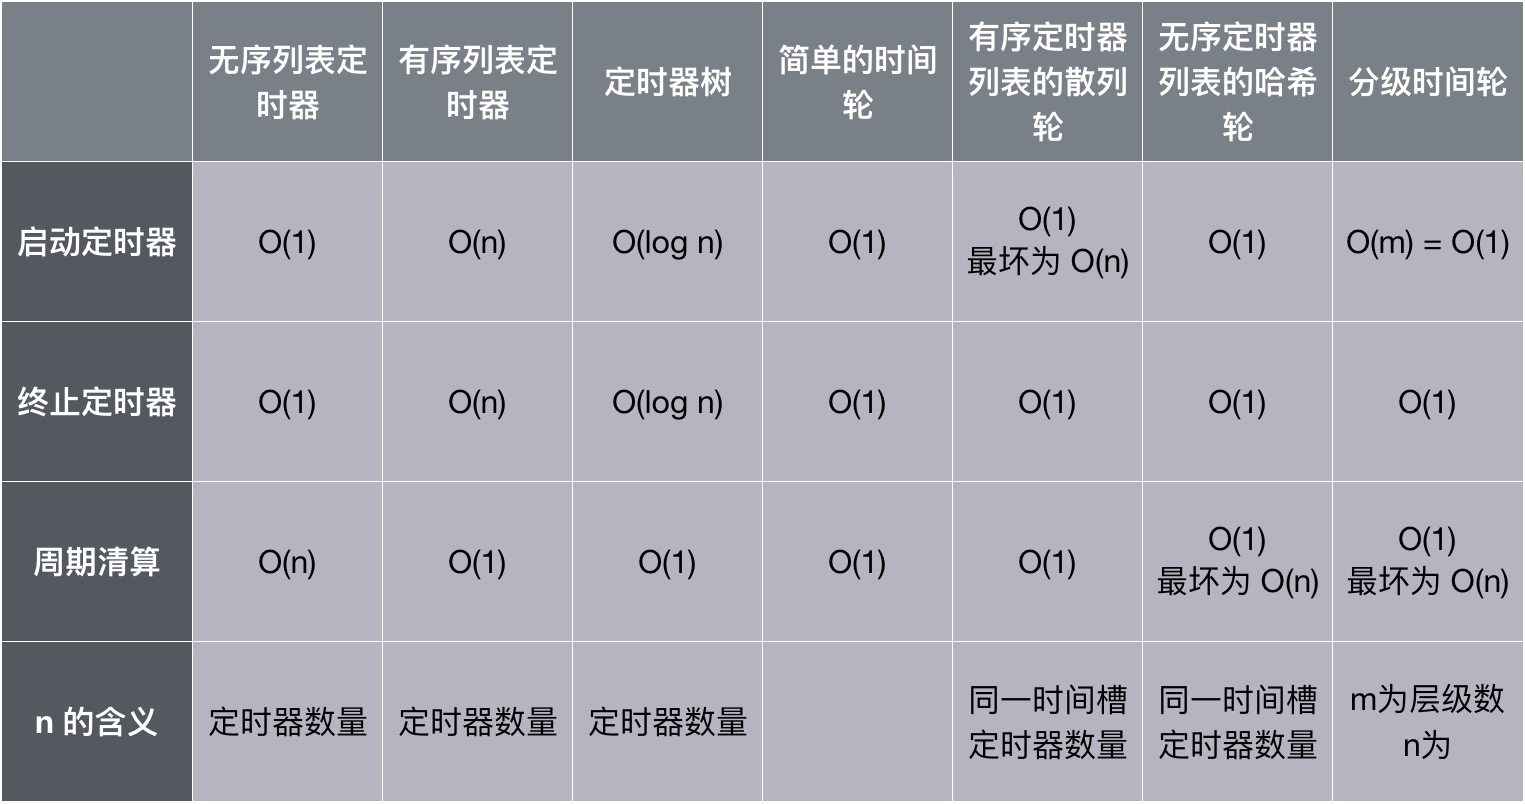 无序列表定
时器
有序列表定
时器
定时器树
简单的时间
轮
有序定时器
列表的散列
轮
无序定时器
列表的哈希
轮
分级时间轮
启动定时器
O(1)
O(n)
O(log n)
O(1)
O(1)
最坏为 O(n)
O(1)
O(m) = O(1)
终止定时器
O(1)
O(n)
O(log n)
O(1)
O(1)
O(1)
O(1)
周期清算
O(n)
O(1)
O(1)
O(1)
O(1)
O(1)
最坏为 O(n)
O(1)
最坏为 O(n)
n 的含义
定时器数量
定时器数量
定时器数量
同一时间槽
定时器数量
同一时间槽
定时器数量
m为层级数
n为